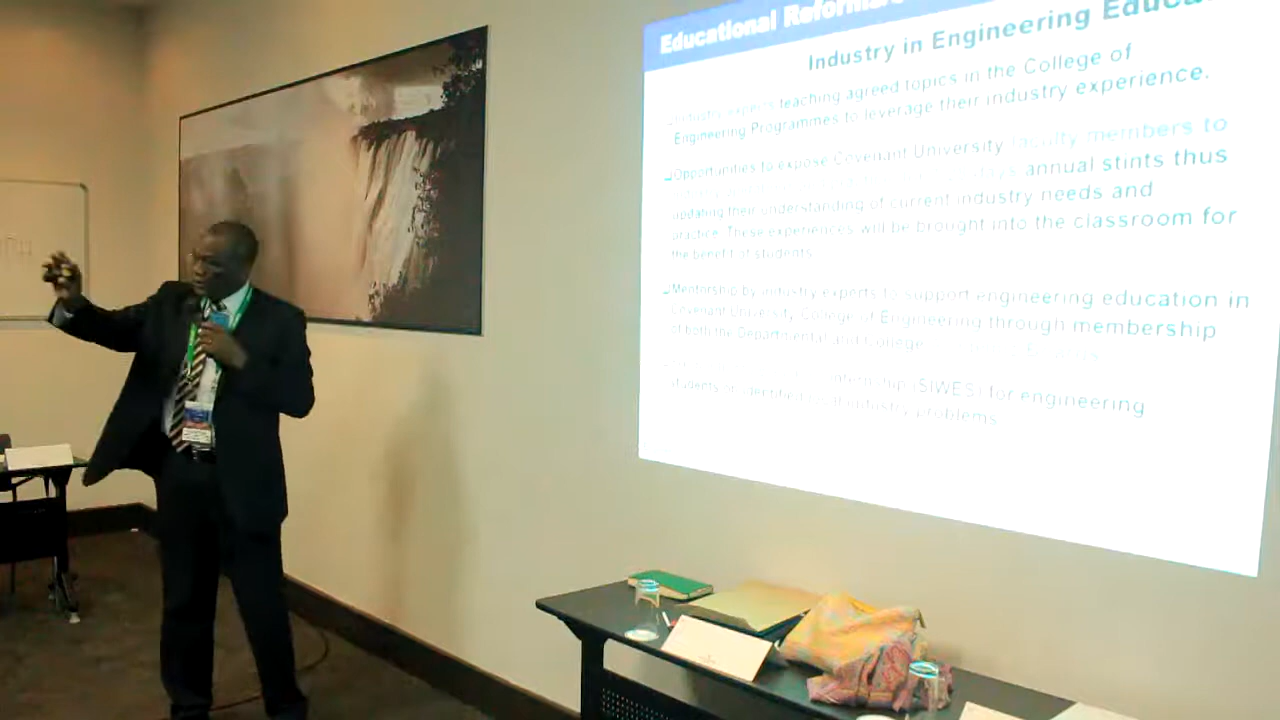 Educational
Industry in Engineering
Industry experts teaching agreed topics in the College of
Engineering Programmes to leverage their industry experience.
Opportunities to expose Covenant University faculty members to
annual stints thus
updating their understanding of current industry needs and
practice. These experiences will be brought into the classroom for
the benefit of students.
Mentorship by industry experts to support engineering education in
Covenant University, College of Engineering through membership
of both the Departmental and College
internship (SIWES) for engineering
students problems